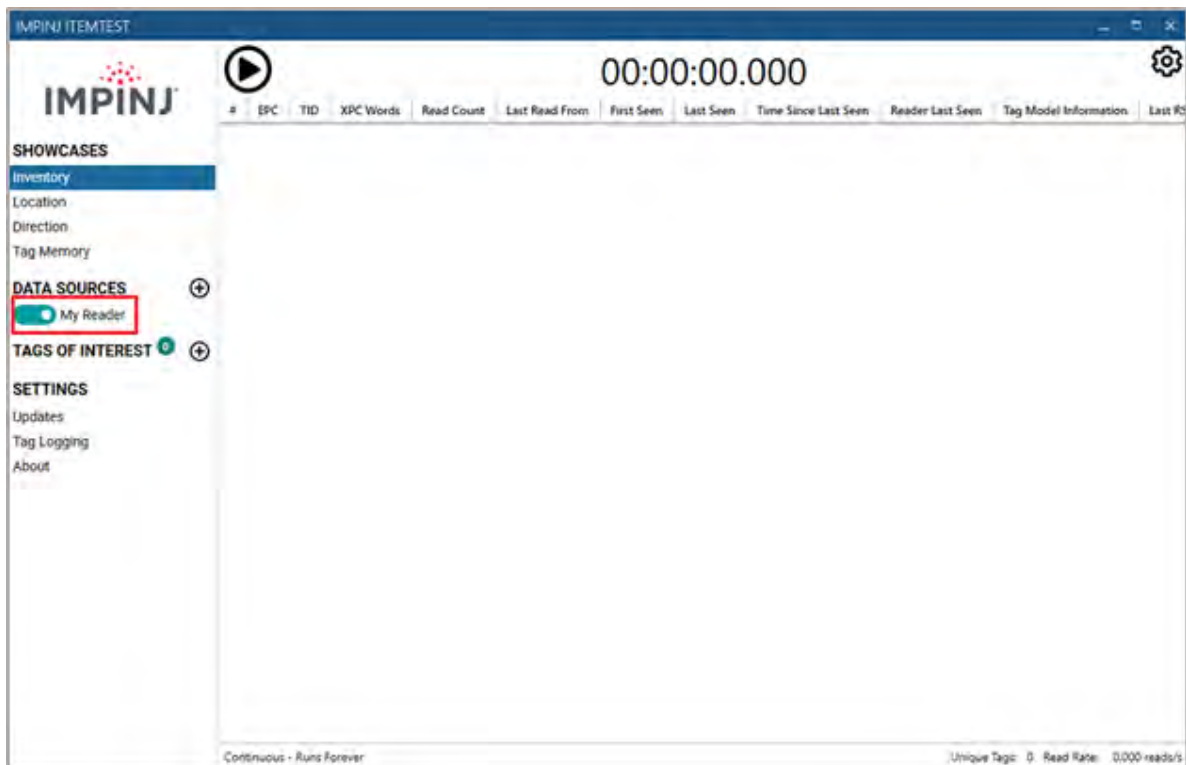 IMPINJ ITEMTEST
IMPINJ
00:00:00.000
# EPC TID XPC Words Read Count Last Read From First Seen Last Seen Time Since Last Seen Reader Last Seen Tag Model Information Last RS
SHOWCASES
Inventory
Location
Direction
Tag Memory
DATA SOURCES
My Reader
TAGS OF INTEREST 0
SETTINGS
Updates
Tag Logging
About
Continuous - Runs Forever Unique Tags: 0 Read Rate: 0.000 reads/s